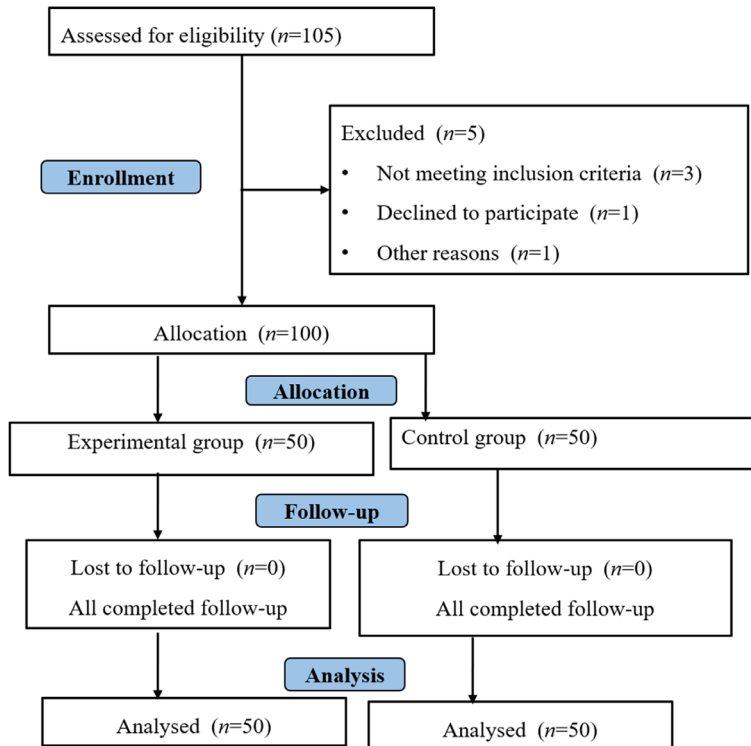 Assessed for eligibility (n=105)
Excluded (n=5)
• Not meeting inclusion criteria (n=3)
• Declined to participate (n=1)
• Other reasons (n=1)
Enrollment
Allocation (n=100)
Allocation
Experimental group (n=50)
Control group (n=50)
Follow-up
Lost to follow-up (n=0)
All completed follow-up
Lost to follow-up (n=0)
All completed follow-up
Analysis
Analysed (n=50)
Analysed (n=50)